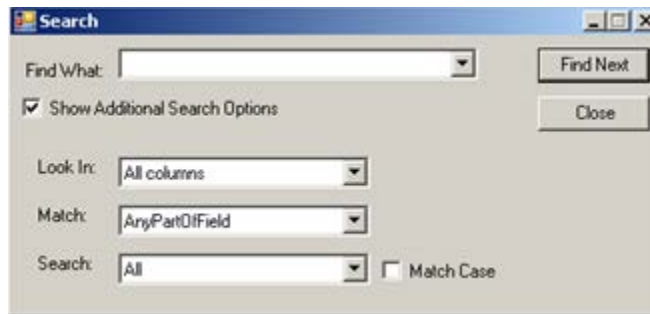 Search
Find What: Find Next
Show Additional Search Options Close
Look In: All columns
Match: AnyPartOfField
Search: All Match Case